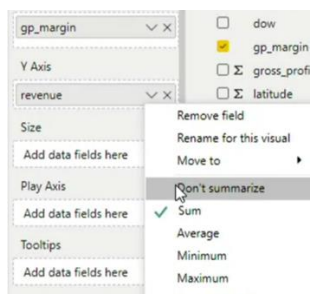 gp_margin
Y Axis
revenue
Size
Add data fields here
Play Axis
Add data fields here
Tooltips
Add data fields here
dow
gp_margin
Σ gross_profi
Σ latitude
Remove field
Rename for this visual
Move to
Don't summarize
Sum
Average
Minimum
Maximum